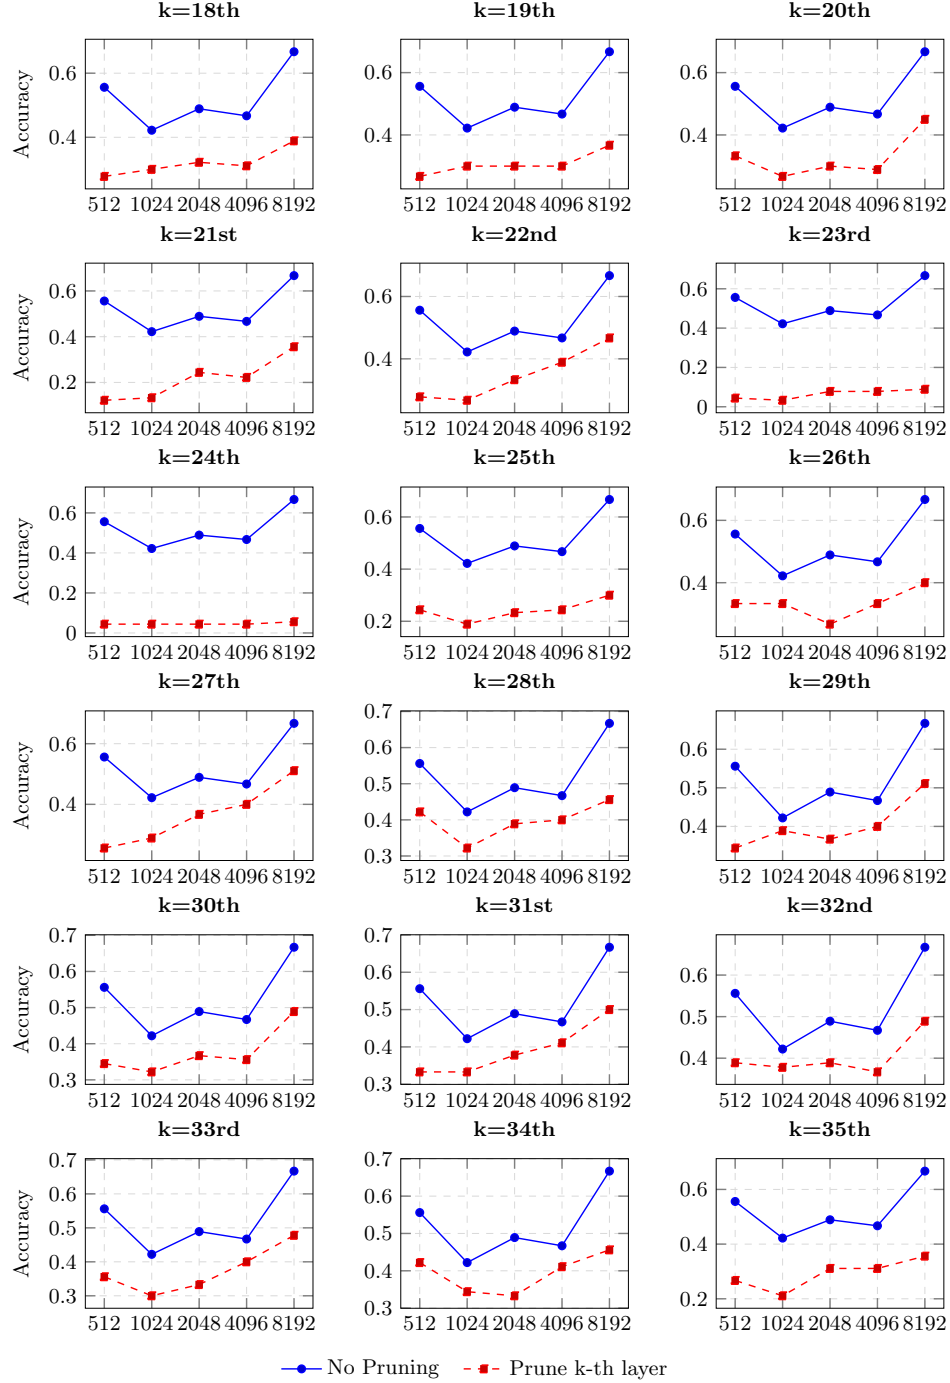 k=18th k=19th k=20th
Accuracy
0.6 0.4
0.6 0.4
0.6 0.4
512 1024 2048 4096 8192 512 1024 2048 4096 8192 512 1024 2048 4096 8192
k=21st k=22nd k=23rd
Accuracy
0.6 0.4 0.2
0.6 0.4
0.6 0.4 0.2 0
512 1024 2048 4096 8192 512 1024 2048 4096 8192 512 1024 2048 4096 8192
k=24th k=25th k=26th
Accuracy
0.6 0.4 0.2 0
0.6 0.4 0.2
0.6 0.4
512 1024 2048 4096 8192 512 1024 2048 4096 8192 512 1024 2048 4096 8192
k=27th k=28th k=29th
Accuracy
0.6 0.4
0.7 0.6 0.5 0.4 0.3
0.6 0.5 0.4
512 1024 2048 4096 8192 512 1024 2048 4096 8192 512 1024 2048 4096 8192
k=30th k=31st k=32nd
Accuracy
0.7 0.6 0.5 0.4 0.3
0.7 0.6 0.5 0.4 0.3
0.6 0.5 0.4
512 1024 2048 4096 8192 512 1024 2048 4096 8192 512 1024 2048 4096 8192
k=33rd k=34th k=35th
Accuracy
0.7 0.6 0.5 0.4 0.3
0.7 0.6 0.5 0.4 0.3
0.6 0.4 0.2
512 1024 2048 4096 8192 512 1024 2048 4096 8192 512 1024 2048 4096 8192
No Pruning Prune k-th layer